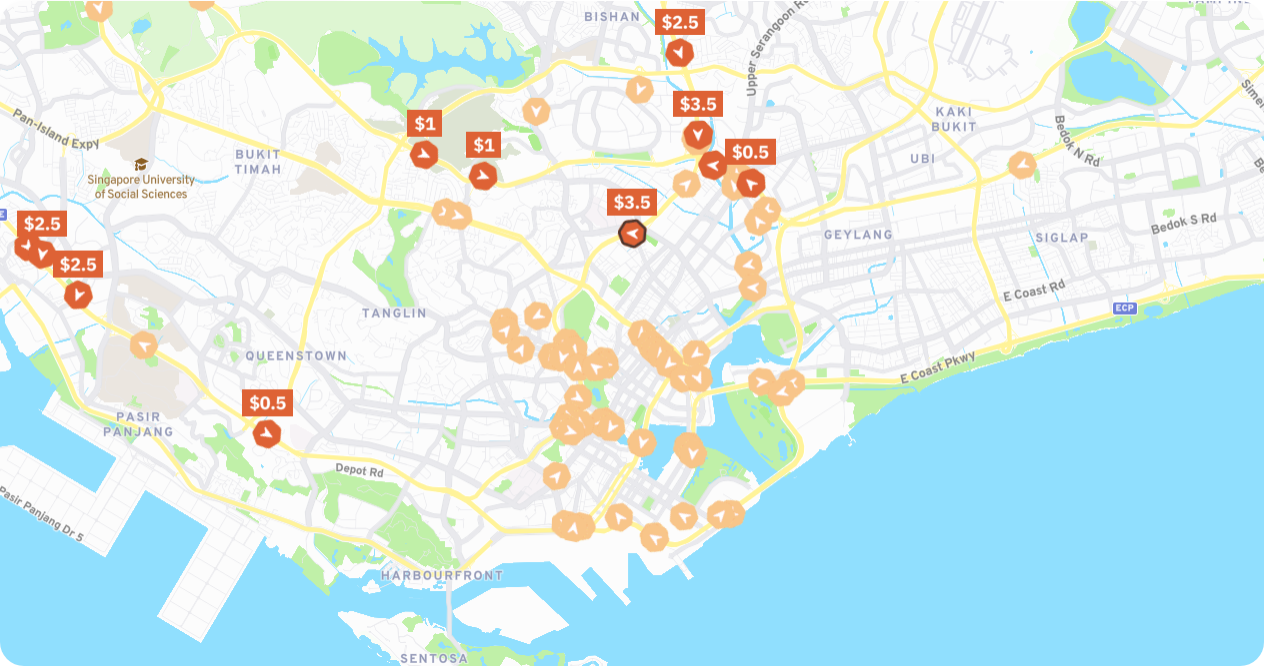 BISHAN
$2.5
Upper Serangoon R
$3.5
KAKI
BUKIT
$1
Pan-Island Expy
$1
$0.5
Bedok N Rd
UBI
BUKIT
TIMAH
Singapore University
of Social Sciences
$3.5
$2.5
Bedok S Rd
GEYLANG
SIGLAP
$2.5
E Coast Rd
ECP
TANGLIN
QUEENSTOWN
E Coast Pkwy
$0.5
PASIR
PANJANG
Depot Rd
Pasir Panjang Dr 5
HARBOURFRONT
SENTOSA